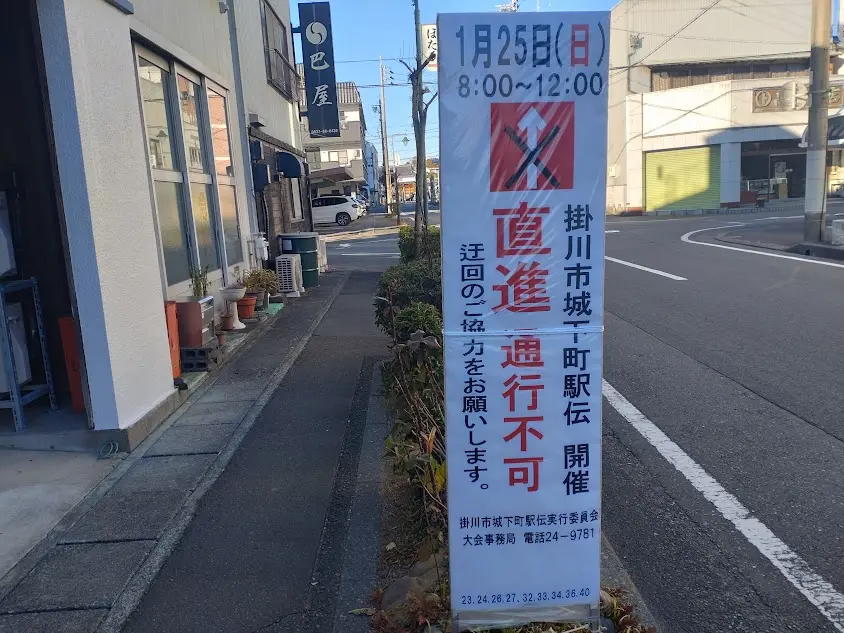 1月25日(日)
8:00～12:00
掛川市城下町駅伝 開催
直進通行不可
迂回のご協力をお願いします。
掛川市城下町駅伝実行委員会
大会事務局 電話24－9781
23.24.26.27、32.33.34.36.40
巴屋
ほた